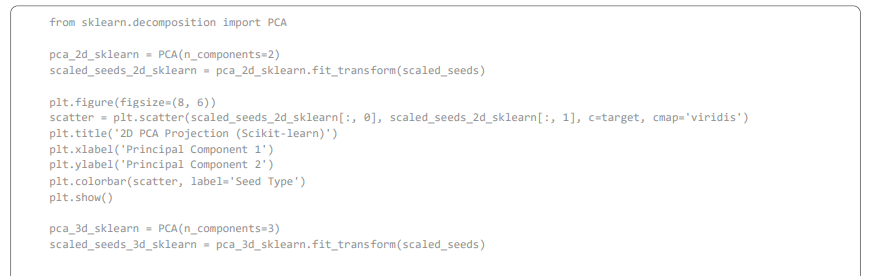 from sklearn.decomposition import PCA
pca_2d_sklearn = PCA(n_components=2)
scaled_seeds_2d_sklearn = pca_2d_sklearn.fit_transform(scaled_seeds)
plt.figure(figsize=(8, 6))
scatter = plt.scatter(scaled_seeds_2d_sklearn[:, 0], scaled_seeds_2d_sklearn[:, 1], c=target, cmap='viridis')
plt.title('2D PCA Projection (Scikit-learn)')
plt.xlabel('Principal Component 1')
plt.ylabel('Principal Component 2')
plt.colorbar(scatter, label='Seed Type')
plt.show()
pca_3d_sklearn = PCA(n_components=3)
scaled_seeds_3d_sklearn = pca_3d_sklearn.fit_transform(scaled_seeds)